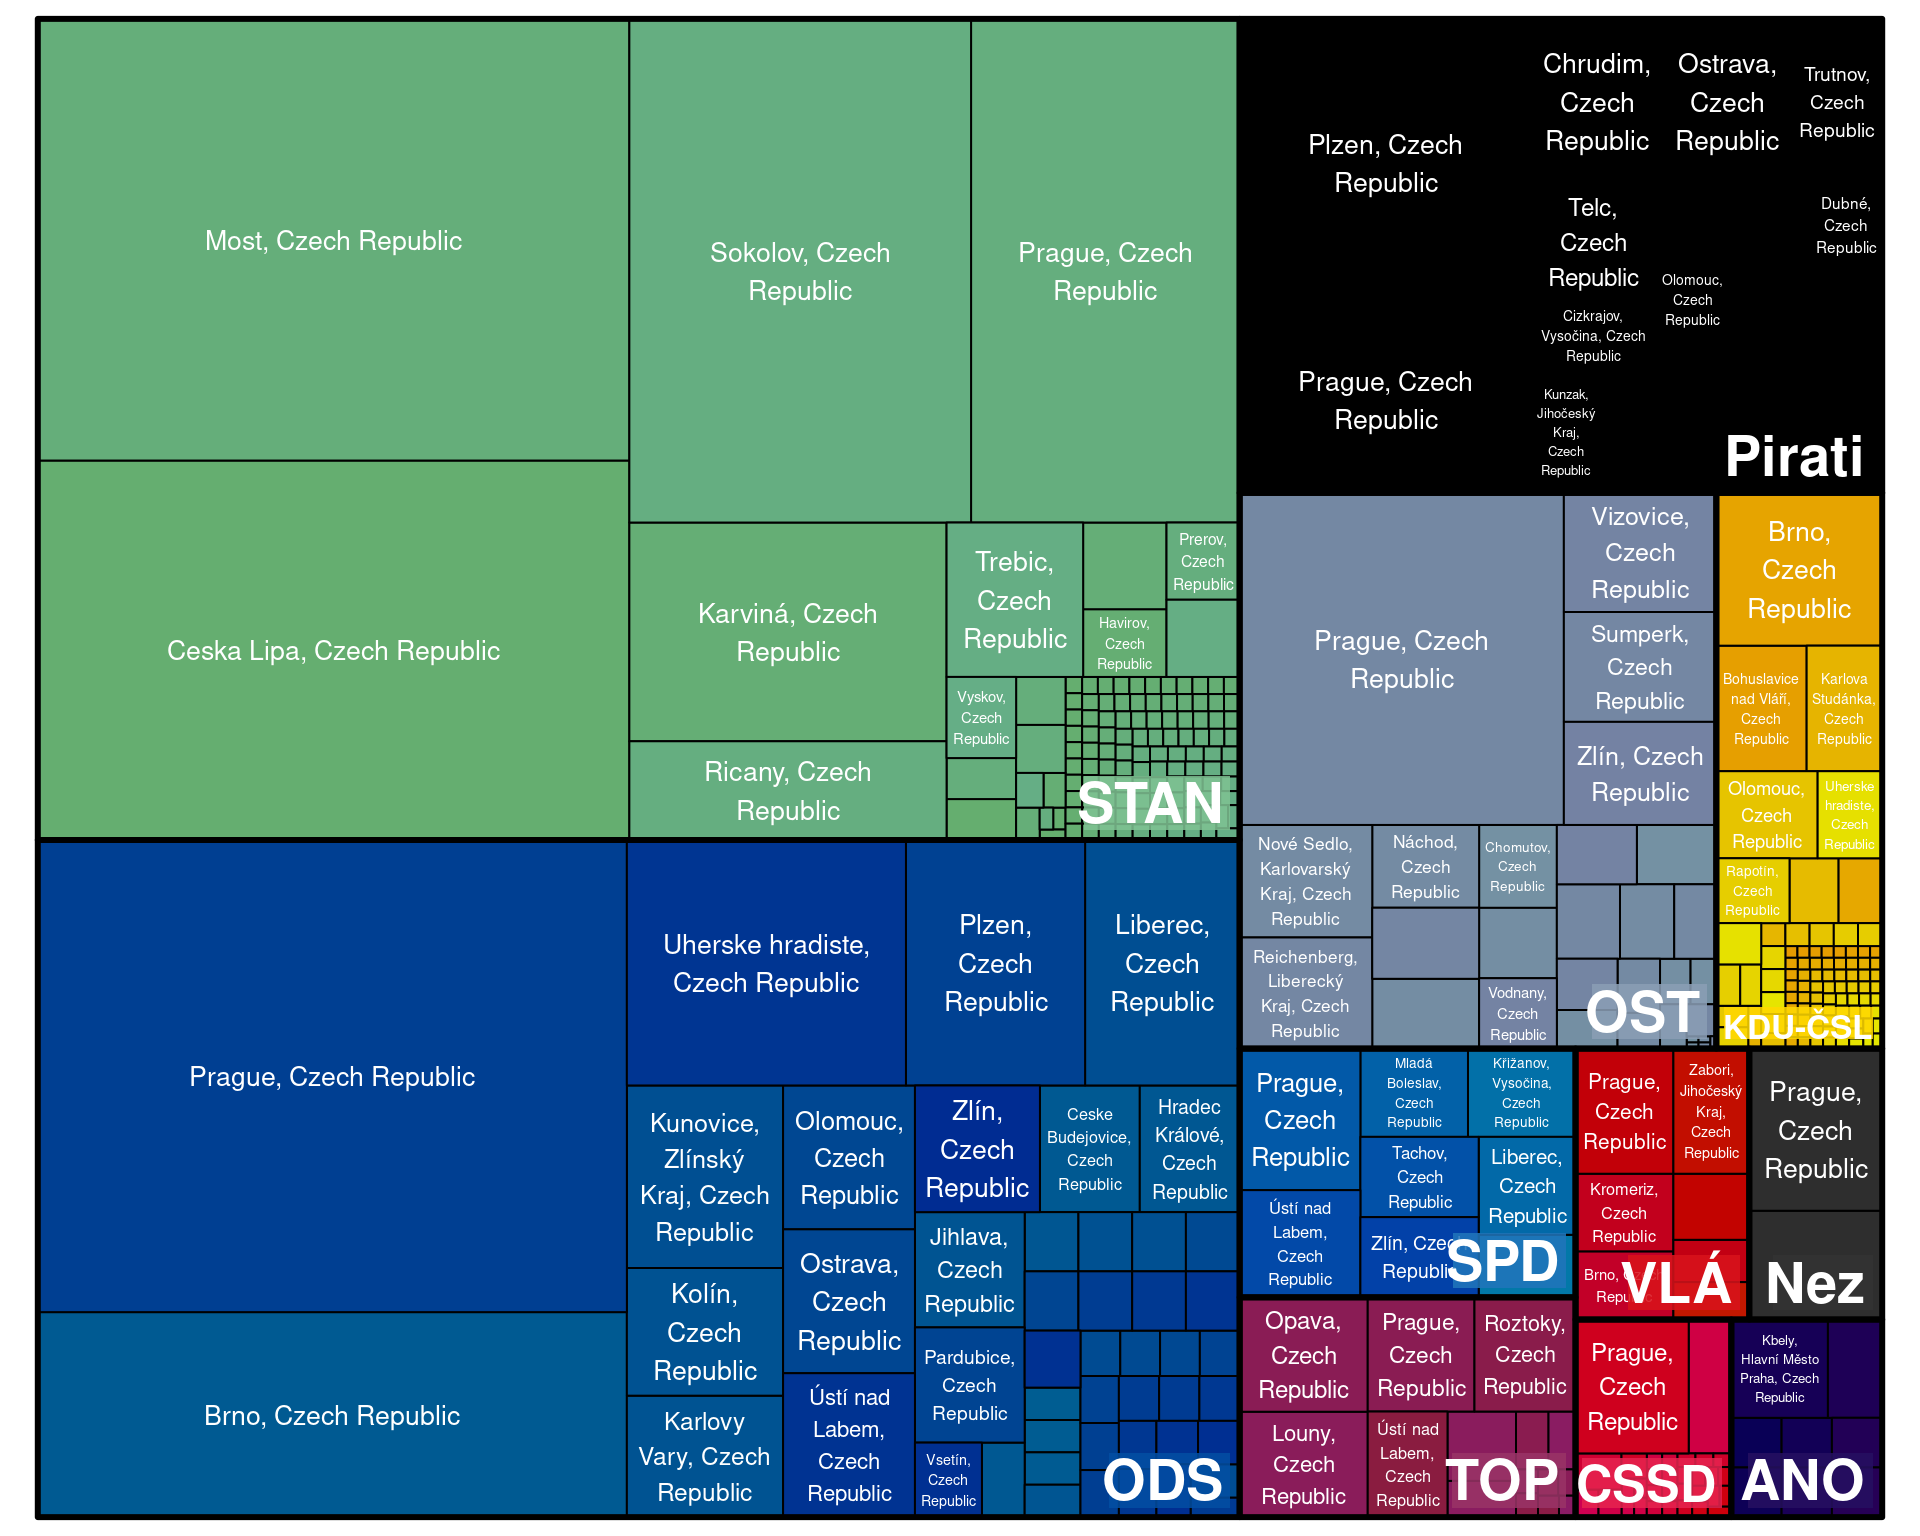 Most, Czech Republic
Ceska Lipa, Czech Republic
Sokolov, Czech
Republic
Prague, Czech
Republic
Karviná, Czech
Republic
Ricany, Czech
Republic
Trebic,
Czech
Republic
Havirov,
Czech
Republic
Prerov,
Czech
Republic
Vyskov,
Czech
Republic
STAN
Prague, Czech Republic
Brno, Czech Republic
Uherske hradiste,
Czech Republic
Plzen,
Czech
Republic
Liberec,
Czech
Republic
Kunovice,
Zlínský
Kraj, Czech
Republic
Kolín,
Czech
Republic
Karlovy
Vary, Czech
Republic
Olomouc,
Czech
Republic
Ostrava,
Czech
Republic
Ústí nad
Labem,
Czech
Republic
Zlín,
Czech
Republic
Ceske
Budejovice,
Czech
Republic
Hradec
Králové,
Czech
Republic
Jihlava,
Czech
Republic
Pardubice,
Czech
Republic
Vsetín,
Czech
Republic
ODS
Plzen, Czech
Republic
Prague, Czech
Republic
Chrudim,
Czech
Republic
Ostrava,
Czech
Republic
Trutnov,
Czech
Republic
Telc,
Czech
Republic
Dubné,
Czech
Republic
Olomouc,
Czech
Republic
Cizkrajov,
Vysočina, Czech
Republic
Kunzak,
Jihočeský
Kraj,
Czech
Republic
Pirati
Prague, Czech
Republic
Vizovice,
Czech
Republic
Sumperk,
Czech
Republic
Zlín, Czech
Republic
Nové Sedlo,
Karlovarský
Kraj, Czech
Republic
Reichenberg,
Liberecký
Kraj, Czech
Republic
Náchod,
Czech
Republic
Chomutov,
Czech
Republic
Vodnany,
Czech
Republic
OST
Brno,
Czech
Republic
Bohuslavice
nad Vláří,
Czech
Republic
Karlova
Studánka,
Czech
Republic
Olomouc,
Czech
Republic
Uherske
hradiste,
Czech
Republic
Rapotín,
Czech
Republic
KDU-ČSL
Prague,
Czech
Republic
Ústí nad
Labem,
Czech
Republic
Mladá
Boleslav,
Czech
Republic
Křižanov,
Vysočina,
Czech
Republic
Tachov,
Czech
Republic
Liberec,
Czech
Republic
Zlín, Czech
Republic
SPD
Prague,
Czech
Republic
Zabori,
Jihočeský
Kraj,
Czech
Republic
Kromeriz,
Czech
Republic
Brno, Czech
Republic
VLÁ
Prague,
Czech
Republic
Nez
Opava,
Czech
Republic
Prague,
Czech
Republic
Roztoky,
Czech
Republic
Louny,
Czech
Republic
Ústí nad
Labem,
Czech
Republic
TOP
Prague,
Czech
Republic
CSSD
Kbely,
Hlavní Město
Praha, Czech
Republic
ANO